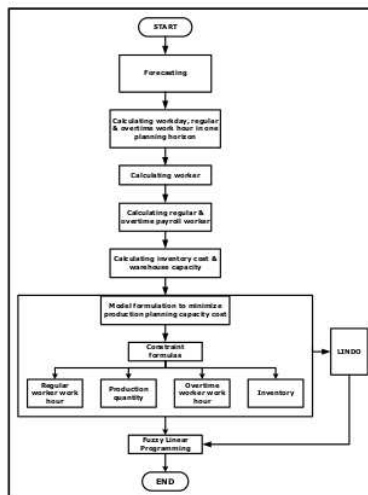 START
Forecasting
Calculating workday, regular
& overtime work hour in one
planning horizon
Calculating worker
Calculating regular &
overtime payroll worker
Calculating inventory cost &
warehouse capacity
Model formulation to minimize
production planning capacity cost
Constraint
formulas
Regular
worker work
hour
Production
quantity
Overtime
worker work
hour
Inventory
LINDO
Fuzzy Linear
Programming
END